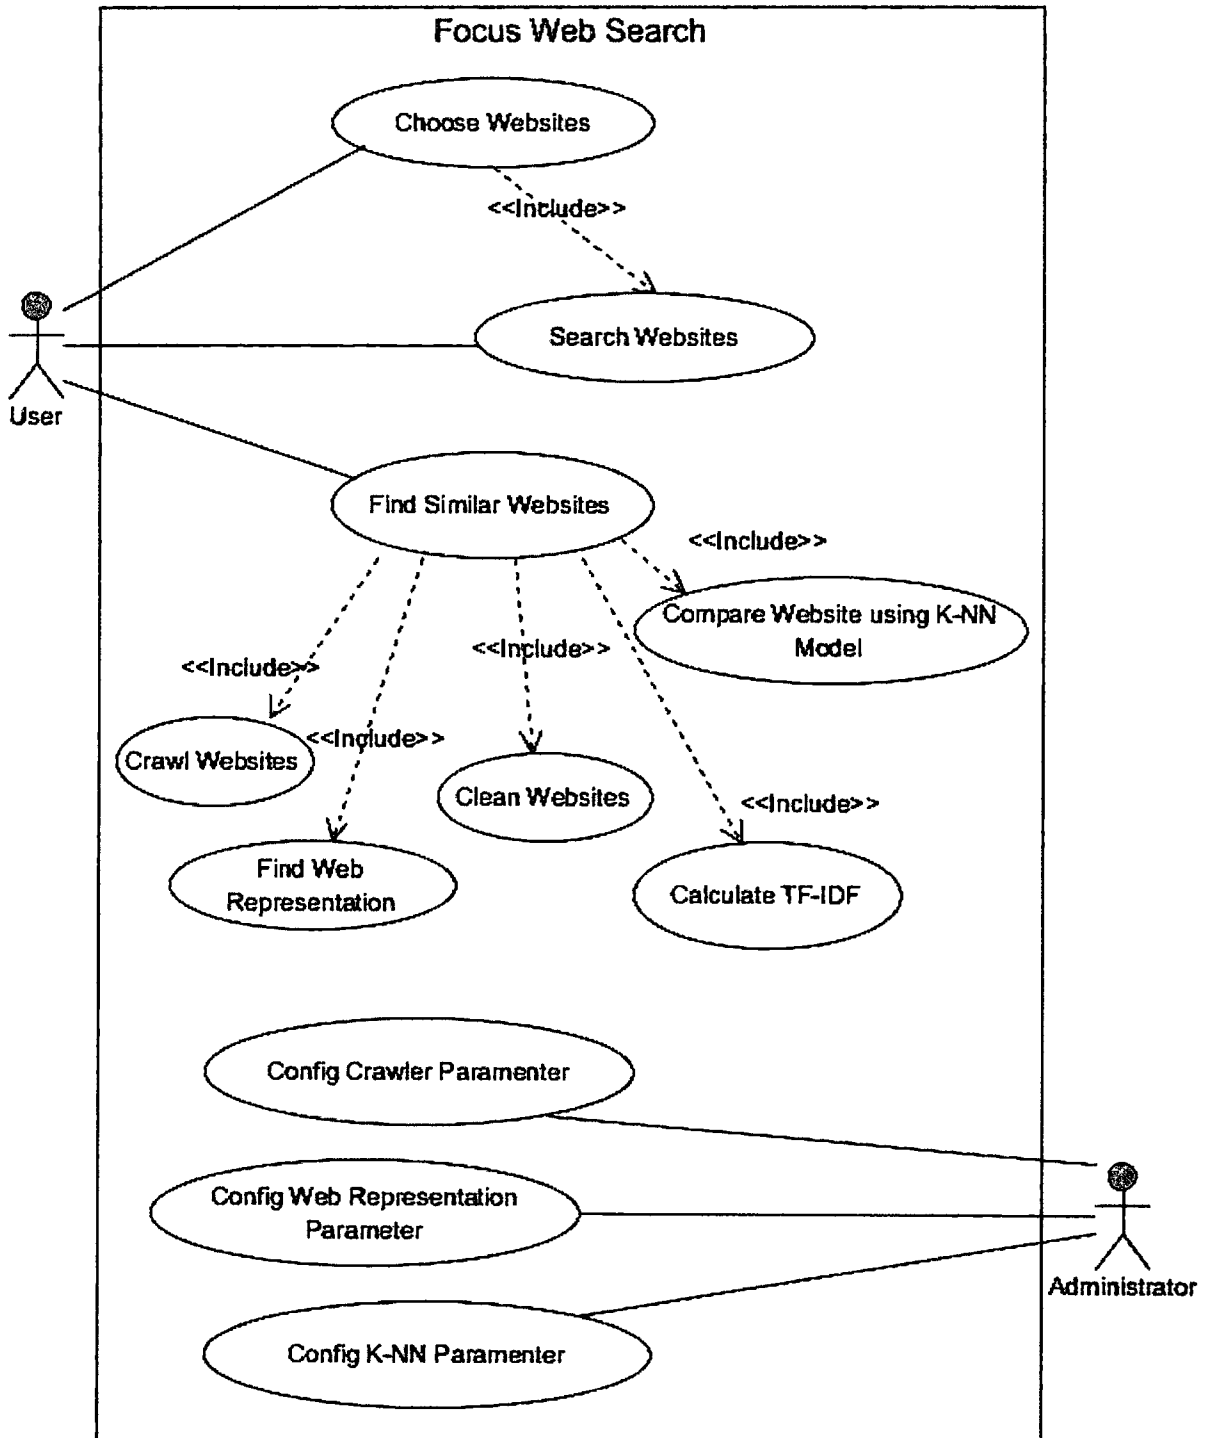 Focus Web Search
Choose Websites
<<Include>>
Search Websites
User
Find Similar Websites
<<Include>>
Compare Website using K-NN
Model
<<Include>>
<<Include>>
<<Include>>
Crawl Websites
Clean Websites
<<Include>>
Find Web
Representation
Calculate TF-IDF
Config Crawler Paramenter
Config Web Representation
Parameter
Administrator
Config K-NN Paramenter